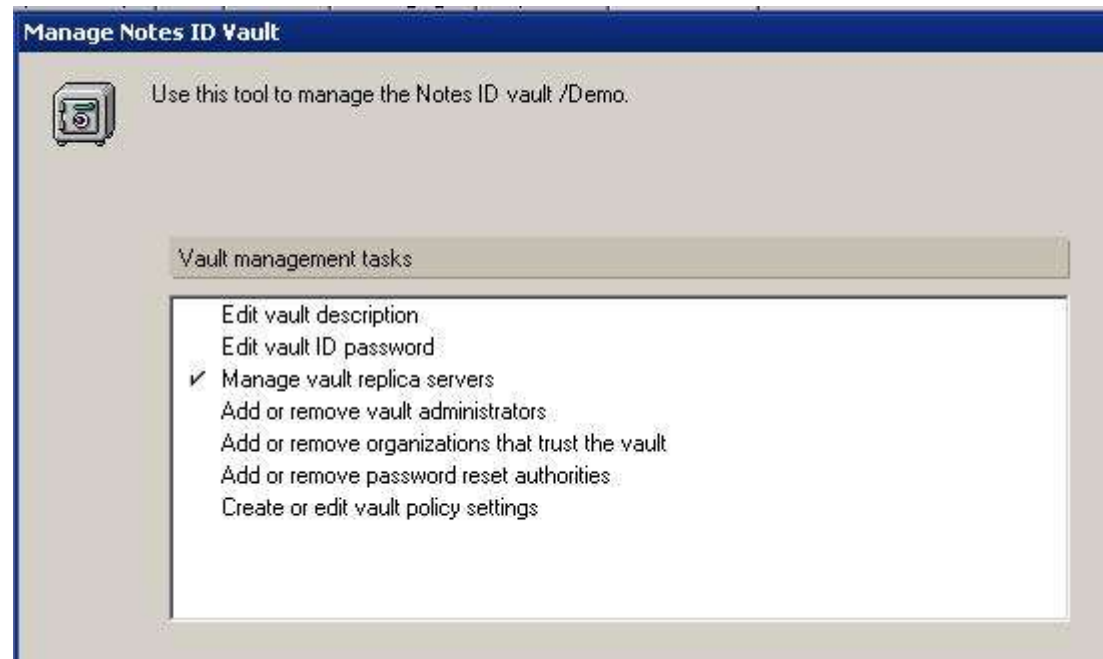 Manage Notes ID Vault
Use this tool to manage the Notes ID vault /Demo.
Vault management tasks
Edit vault description
Edit vault ID password
Manage vault replica servers
Add or remove vault administrators
Add or remove organizations that trust the vault
Add or remove password reset authorities
Create or edit vault policy settings